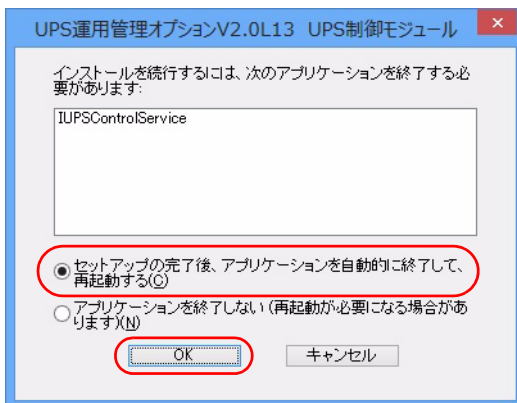 UPS運用管理オプションV2.0L13 UPS制御モジュール
インストールを続行するには、次のアプリケーションを終了する必
要があります:
IUPSControlService
セットアップの完了後、アプリケーションを自動的に終了して、
再起動する(C)
アプリケーションを終了しない(再起動が必要になる場合があ
ります)(N)
OK キャンセル